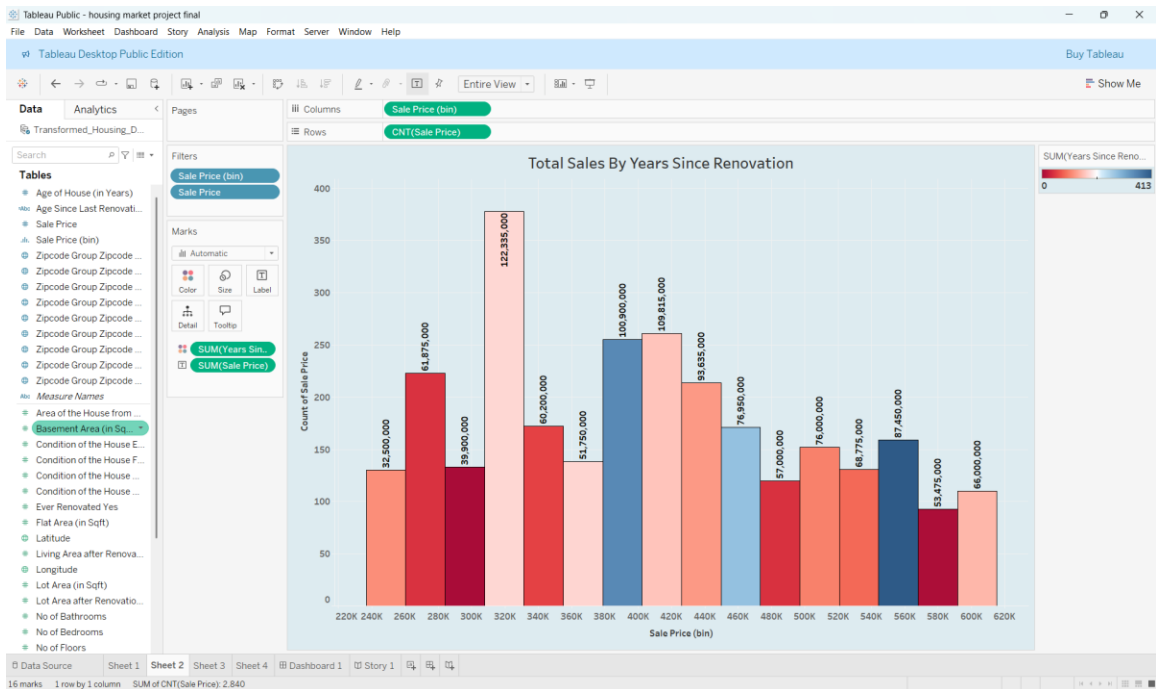 Tableau Public - housing market project final
File Data Worksheet Dashboard Story Analysis Map Format Server Window Help
Tableau Desktop Public Edition
Buy Tableau
Entire View
Show Me
Data
Analytics
Transformed_Housing_D...
Search
Tables
Age of House (in Years)
Abc Age Since Last Renovati...
Sale Price
Sale Price (bin)
Zipcode Group Zipcode ...
Zipcode Group Zipcode ...
Zipcode Group Zipcode ...
Zipcode Group Zipcode ...
Zipcode Group Zipcode ...
Zipcode Group Zipcode ...
Zipcode Group Zipcode ...
Zipcode Group Zipcode ...
Zipcode Group Zipcode ...
Abc Measure Names
Area of the House from ...
Basement Area (in Sq...
Condition of the House E...
Condition of the House F...
Condition of the House ...
Condition of the House ...
Ever Renovated Yes
Flat Area (in Sqft)
Latitude
Living Area after Renova...
Longitude
Lot Area (in Sqft)
Lot Area after Renovatio...
No of Bathrooms
No of Bedrooms
No of Floors
Pages
Filters
Sale Price (bin)
Sale Price
Marks
Automatic
Color
Size
Label
Detail
Tooltip
SUM(Years Sin..
SUM(Sale Price)
Columns
Sale Price (bin)
Rows
CNT(Sale Price)
Total Sales By Years Since Renovation
Count of Sale Price
400
350
300
250
200
150
100
50
0
32,500,000
61,875,000
39,900,000
122,335,000
60,200,000
51,750,000
100,900,000
109,815,000
93,635,000
76,950,000
57,000,000
76,000,000
68,775,000
87,450,000
53,475,000
66,000,000
220K 240K 260K 280K 300K 320K 340K 360K 380K 400K 420K 440K 460K 480K 500K 520K 540K 560K 580K 600K 620K
Sale Price (bin)
SUM(Years Since Reno...
0 413
Data Source
Sheet 1
Sheet 2
Sheet 3
Sheet 4
Dashboard 1
Story 1
16 marks 1 row by 1 column SUM of CNT(Sale Price): 2.840